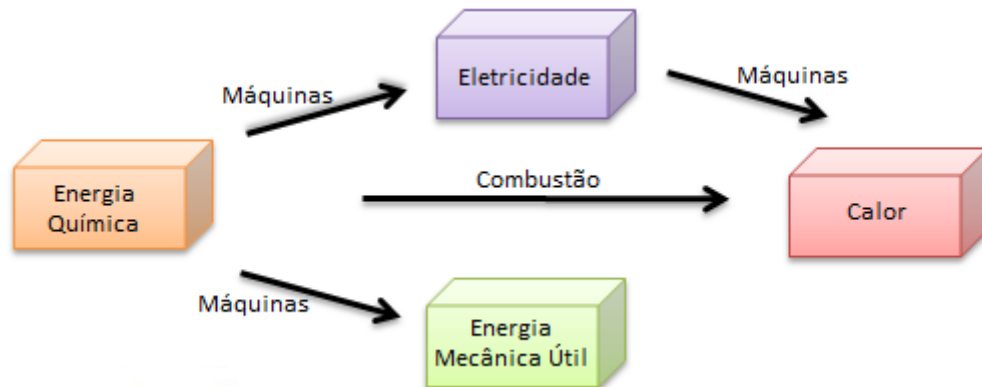 Eletricidade
Máquinas
Máquinas
Combustão
Energia
Química
Calor
Máquinas
Energia
Mecânica Útil